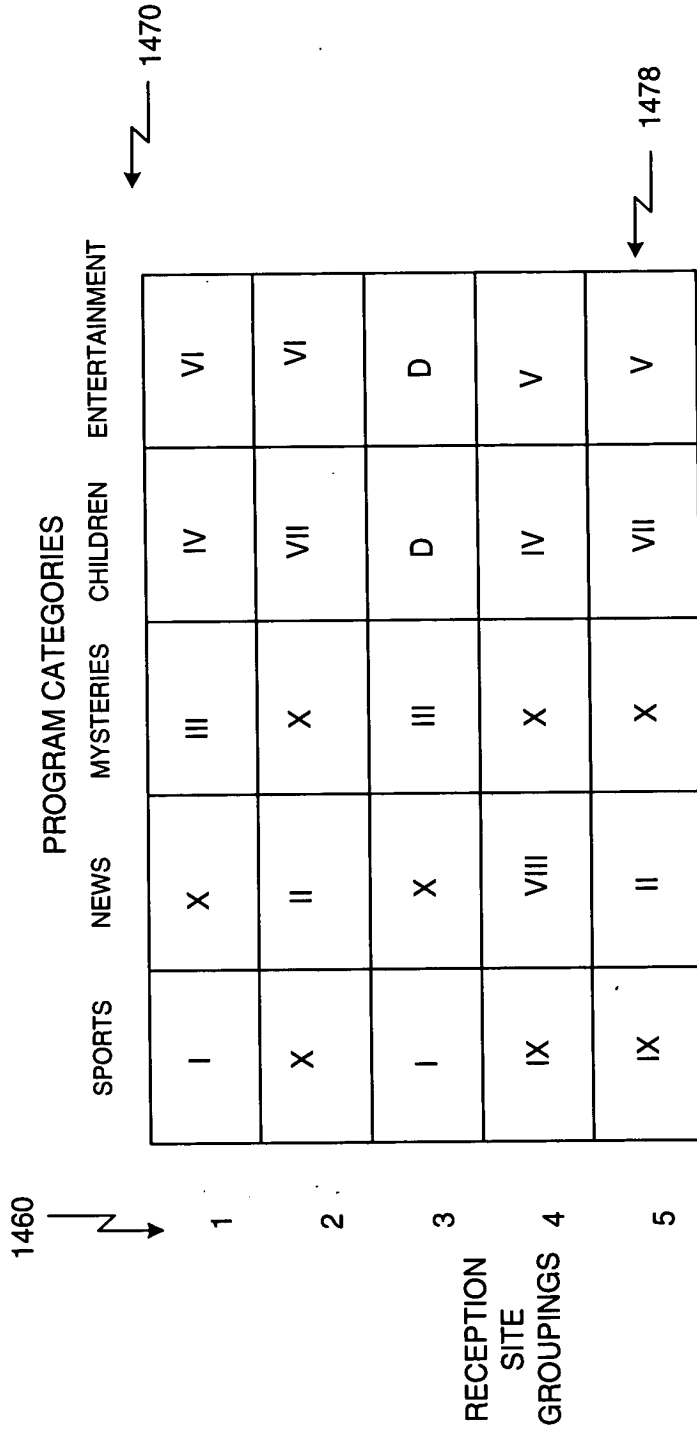 PROGRAM CATEGORIES
1460
1470
SPORTS NEWS MYSTERIES CHILDREN ENTERTAINMENT
1 I X III IV VI
2 X II X VII VI
3 I X III D D
RECEPTION
SITE
GROUPINGS
4 IX VIII X IV V
5 IX II X VII V
1478